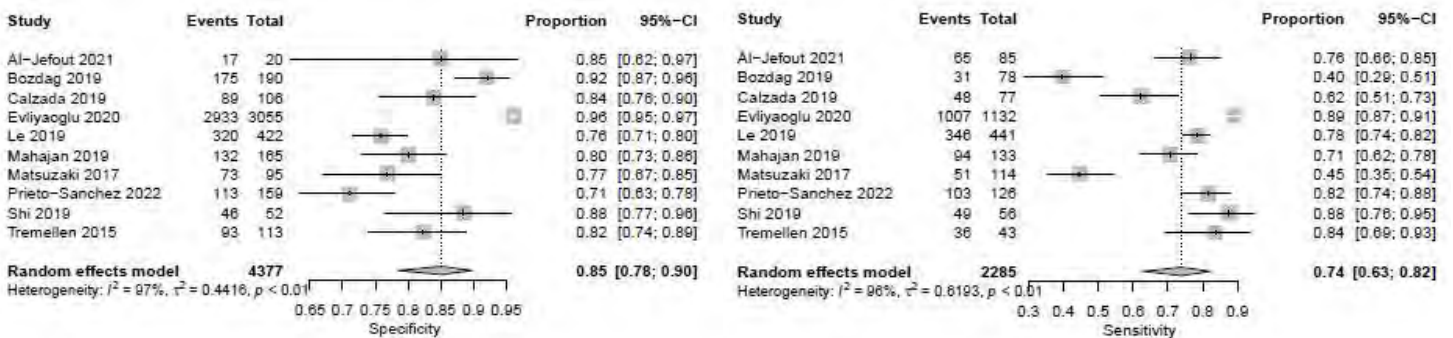 Study Events Total Proportion 95%−CI
Al−Jefout 2021 17 20 0.85 [0.62; 0.97]
Bozdag 2019 175 190 0.92 [0.87; 0.96]
Calzada 2019 89 106 0.84 [0.76; 0.90]
Evliyaoglu 2020 2933 3055 0.96 [0.95; 0.97]
Le 2019 320 422 0.76 [0.71; 0.80]
Mahajan 2019 132 165 0.80 [0.73; 0.86]
Matsuzaki 2017 73 95 0.77 [0.67; 0.85]
Prieto−Sanchez 2022 113 159 0.71 [0.63; 0.78]
Shi 2019 46 52 0.88 [0.77; 0.96]
Tremellen 2015 93 113 0.82 [0.74; 0.89]
Random effects model 4377 0.85 [0.78; 0.90]
Heterogeneity: I² = 97%, τ² = 0.4416, p < 0.01
0.65 0.7 0.75 0.8 0.85 0.9 0.95
Specificity
Study Events Total Proportion 95%−CI
Al−Jefout 2021 65 85 0.76 [0.66; 0.85]
Bozdag 2019 31 78 0.40 [0.29; 0.51]
Calzada 2019 48 77 0.62 [0.51; 0.73]
Evliyaoglu 2020 1007 1132 0.89 [0.87; 0.91]
Le 2019 346 441 0.78 [0.74; 0.82]
Mahajan 2019 94 133 0.71 [0.62; 0.78]
Matsuzaki 2017 51 114 0.45 [0.35; 0.54]
Prieto−Sanchez 2022 103 126 0.82 [0.74; 0.88]
Shi 2019 49 56 0.88 [0.76; 0.95]
Tremellen 2015 36 43 0.84 [0.69; 0.93]
Random effects model 2285 0.74 [0.63; 0.82]
Heterogeneity: I² = 96%, τ² = 0.6193, p < 0.01
0.3 0.4 0.5 0.6 0.7 0.8 0.9
Sensitivity